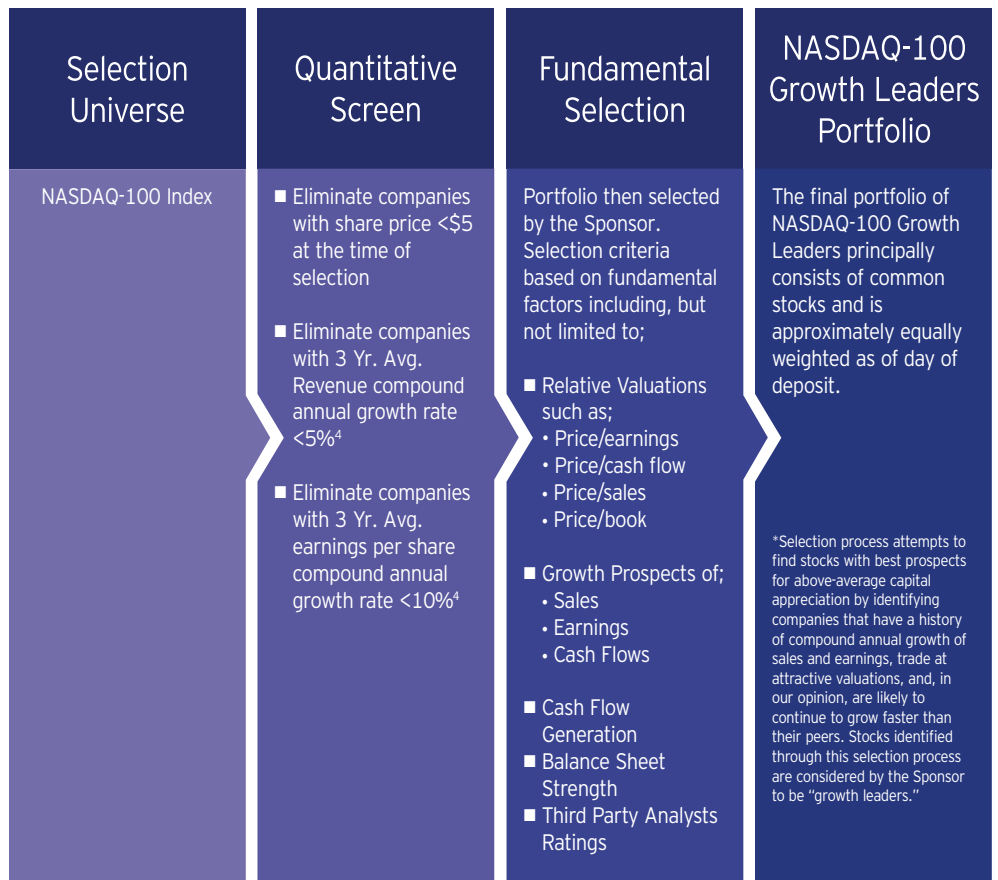 Selection
Universe
NASDAQ-100 Index
Quantitative
Screen
■ Eliminate companies
with share price <$5
at the time of
selection
■ Eliminate companies
with 3 Yr. Avg.
Revenue compound
annual growth rate
<5%⁴
■ Eliminate companies
with 3 Yr. Avg.
earnings per share
compound annual
growth rate <10%⁴
Fundamental
Selection
Portfolio then selected
by the Sponsor.
Selection criteria
based on fundamental
factors including, but
not limited to;
■ Relative Valuations
such as;
• Price/earnings
• Price/cash flow
• Price/sales
• Price/book
■ Growth Prospects of;
• Sales
• Earnings
• Cash Flows
■ Cash Flow
Generation
■ Balance Sheet
Strength
■ Third Party Analysts
Ratings
NASDAQ-100
Growth Leaders
Portfolio
The final portfolio of
NASDAQ-100 Growth
Leaders principally
consists of common
stocks and is
approximately equally
weighted as of day of
deposit.
*Selection process attempts to
find stocks with best prospects
for above-average capital
appreciation by identifying
companies that have a history
of compound annual growth of
sales and earnings, trade at
attractive valuations, and, in
our opinion, are likely to
continue to grow faster than
their peers. Stocks identified
through this selection process
are considered by the Sponsor
to be “growth leaders.”